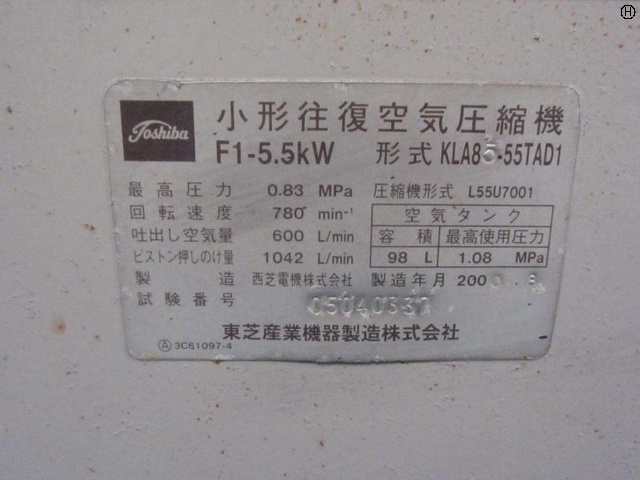 Ⓗ
Toshiba
小形往復空気圧縮機
F1-5.5kW 形式 KLA85-55TAD1
最高圧力 0.83 MPa 圧縮機形式 L55U7001
回転速度 780 min⁻¹ 空気タンク
吐出し空気量 600 L/min 容積 最高使用圧力
ピストン押しのけ量 1042 L/min 98 L 1.08 MPa
製造 西芝電機株式会社 製造年月
試験番号
東芝産業機器製造株式会社
Ⓐ 3C61097-4